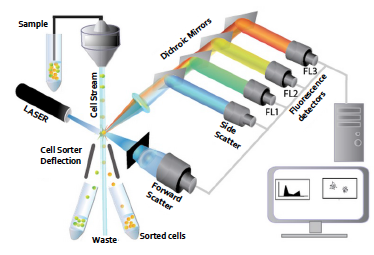 Sample
Dichroic Mirrors
Cell Stream
LASER
FL3
FL2
FL1
Fluorescence
detectors
Side
Scatter
Cell Sorter
Deflection
Forward
Scatter
Waste
Sorted cells